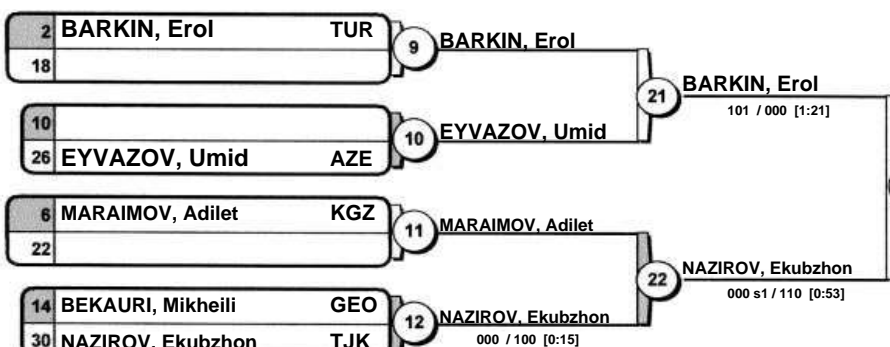 2 BARKIN, Erol TUR
18
9 BARKIN, Erol
21 BARKIN, Erol
101 / 000 [1:21]
10
26 EYVAZOV, Umid AZE
10 EYVAZOV, Umid
6 MARAIMOV, Adilet KGZ
22
11 MARAIMOV, Adilet
22 NAZIROV, Ekubzhon
000 s1 / 110 [0:53]
14 BEKAURI, Mikheili GEO
30 NAZIROV, Ekubzhon TJK
12 NAZIROV, Ekubzhon
000 / 100 [0:15]